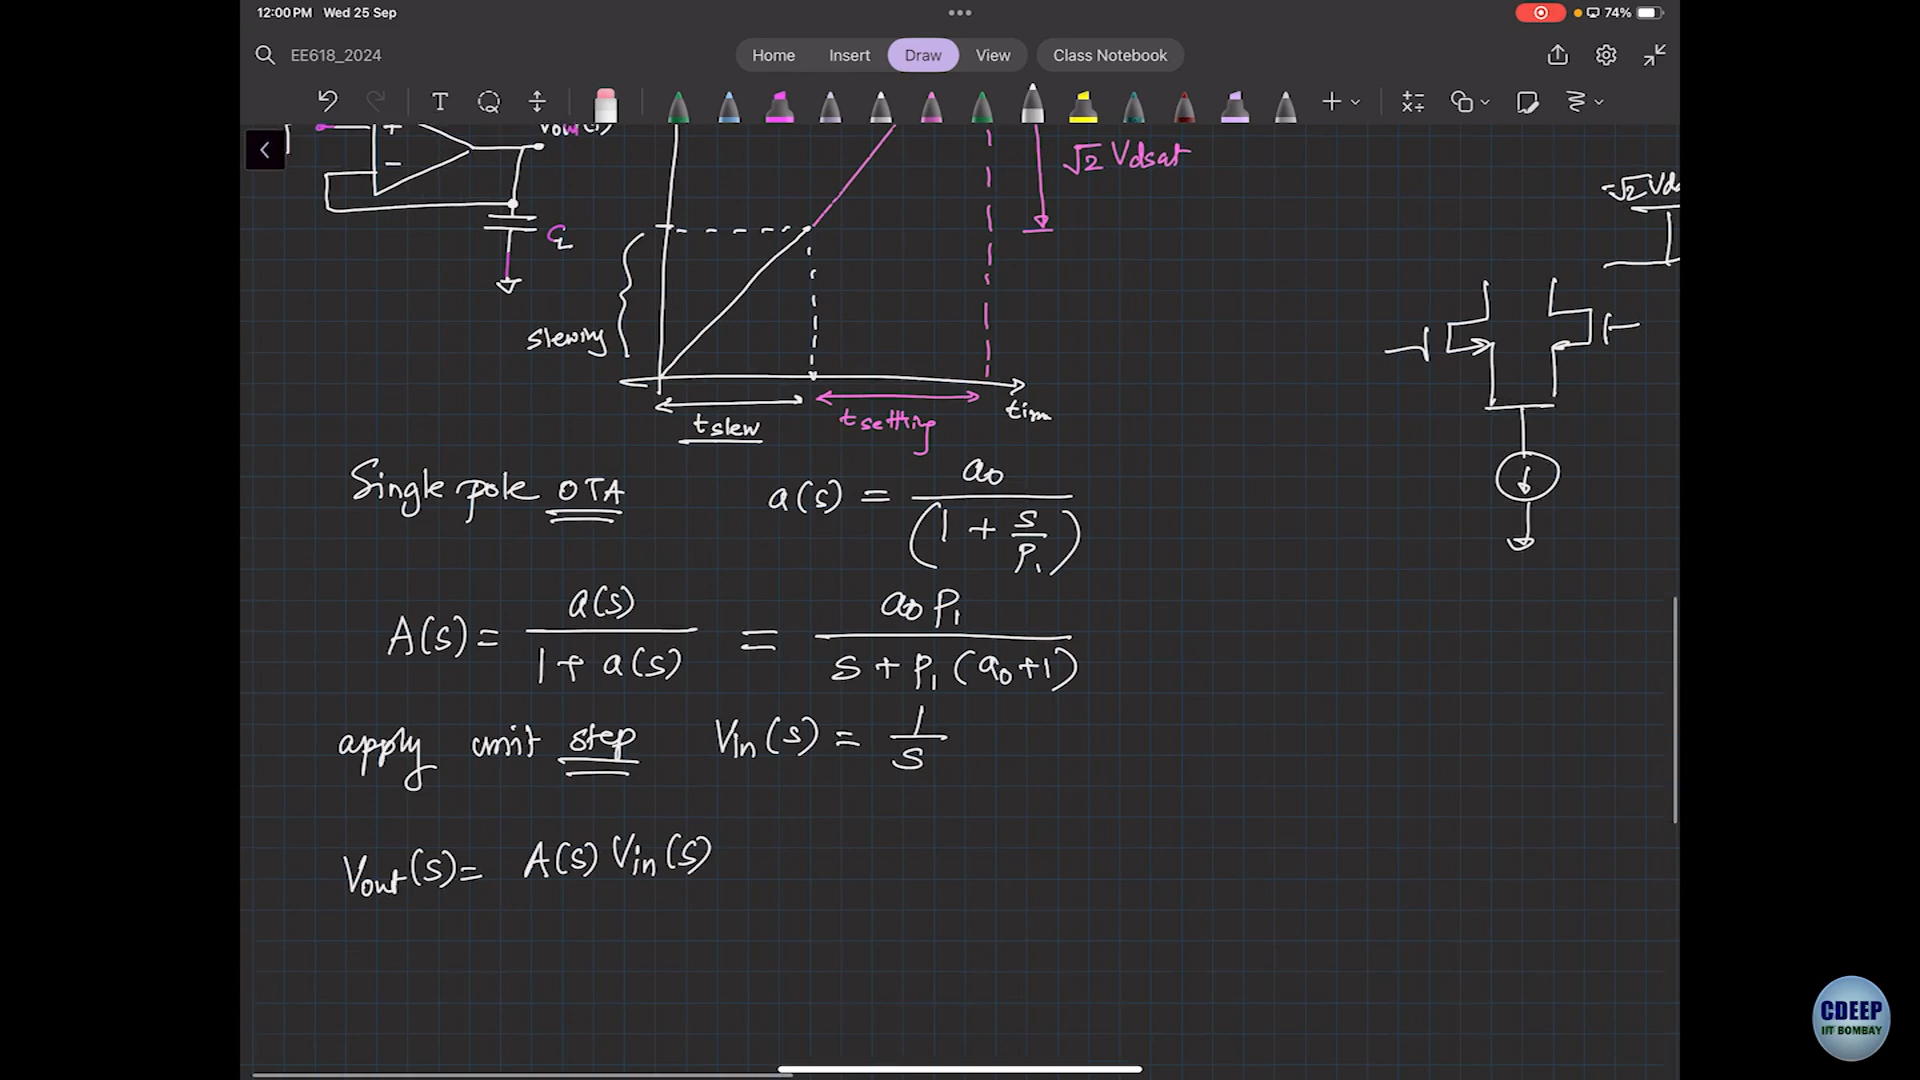 12:00 PM Wed 25 Sep
74%
EE618_2024
Home Insert Draw View Class Notebook
T
+
Vout
-
CL
√2 Vdsat
slewing
tslew
tsettling
time
Single pole OTA a(s) = a0 / (1 + s/p1)
A(s) = a(s) / 1 + a(s) = a0 p1 / s + p1 (a0+1)
apply unit step Vin(s) = 1/s
Vout(s) = A(s) Vin(s)
CDEEP
IIT BOMBAY